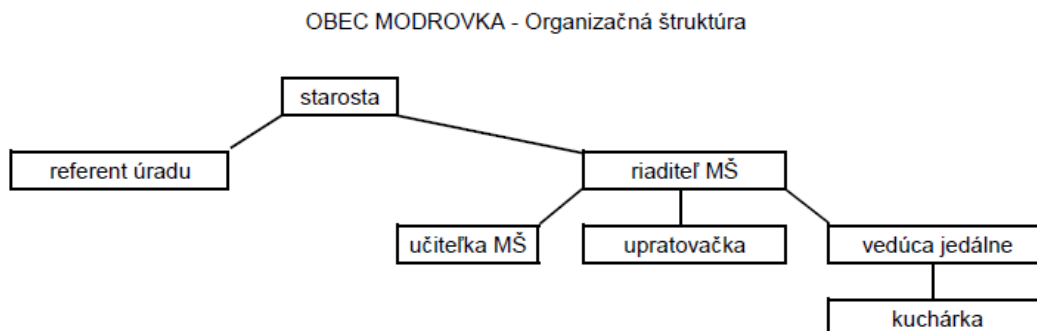 OBEC MODROVKA - Organizačná štruktúra
starosta
referent úradu
riaditeľ MŠ
učiteľka MŠ
upratovačka
vedúca jedálne
kuchárka